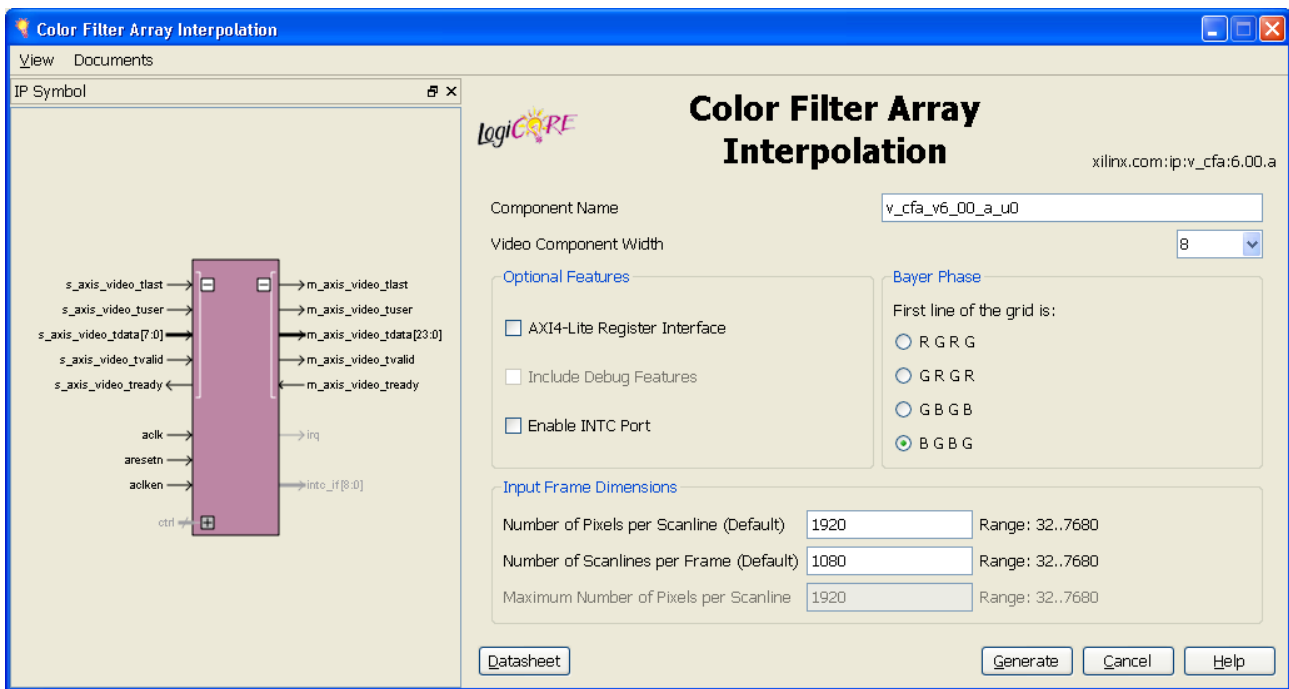 Color Filter Array Interpolation
View Documents
IP Symbol
s_axis_video_tlast
s_axis_video_tuser
s_axis_video_tdata[7:0]
s_axis_video_tvalid
s_axis_video_tready
aclk
aresetn
aclken
ctrl
m_axis_video_tlast
m_axis_video_tuser
m_axis_video_tdata[23:0]
m_axis_video_tvalid
m_axis_video_tready
irq
intc_if[8:0]
LogiCORE
Color Filter Array
Interpolation
xilinx.com:ip:v_cfa:6.00.a
Component Name v_cfa_v6_00_a_u0
Video Component Width 8
Optional Features
AXI4-Lite Register Interface
Include Debug Features
Enable INTC Port
Bayer Phase
First line of the grid is:
R G R G
G R G R
G B G B
B G B G
Input Frame Dimensions
Number of Pixels per Scanline (Default) 1920 Range: 32..7680
Number of Scanlines per Frame (Default) 1080 Range: 32..7680
Maximum Number of Pixels per Scanline 1920 Range: 32..7680
Datasheet Generate Cancel Help